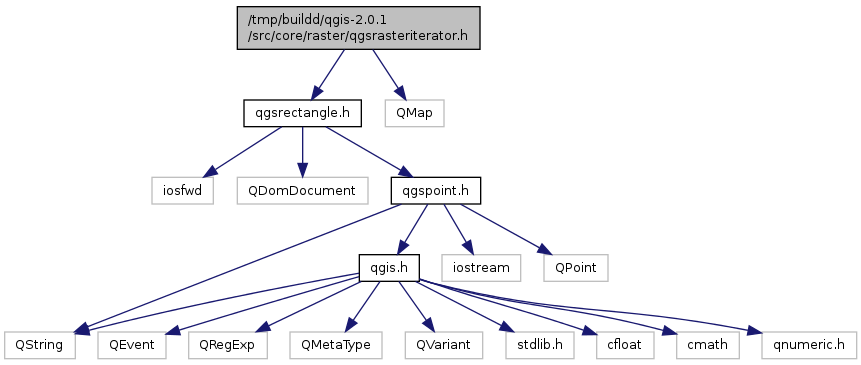 /tmp/buildd/qgis-2.0.1
/src/core/raster/qgsrasteriterator.h
qgsrectangle.h
QMap
iosfwd
QDomDocument
qgspoint.h
qgis.h
iostream
QPoint
QString
QEvent
QRegExp
QMetaType
QVariant
stdlib.h
cfloat
cmath
qnumeric.h